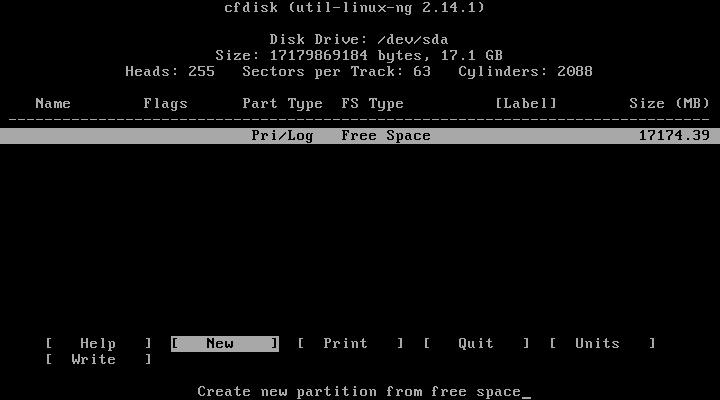 cfdisk (util-linux-ng 2.14.1)
Disk Drive: /dev/sda
Size: 17179869184 bytes, 17.1 GB
Heads: 255   Sectors per Track: 63   Cylinders: 2088
Name        Flags      Part Type  FS Type          [Label]        Size (MB)
------------------------------------------------------------------------------
Pri/Log   Free Space                       17174.39
[   Help   ]  [   New    ]  [  Print   ]  [   Quit   ]  [  Units   ]
[  Write   ]
Create new partition from free space_